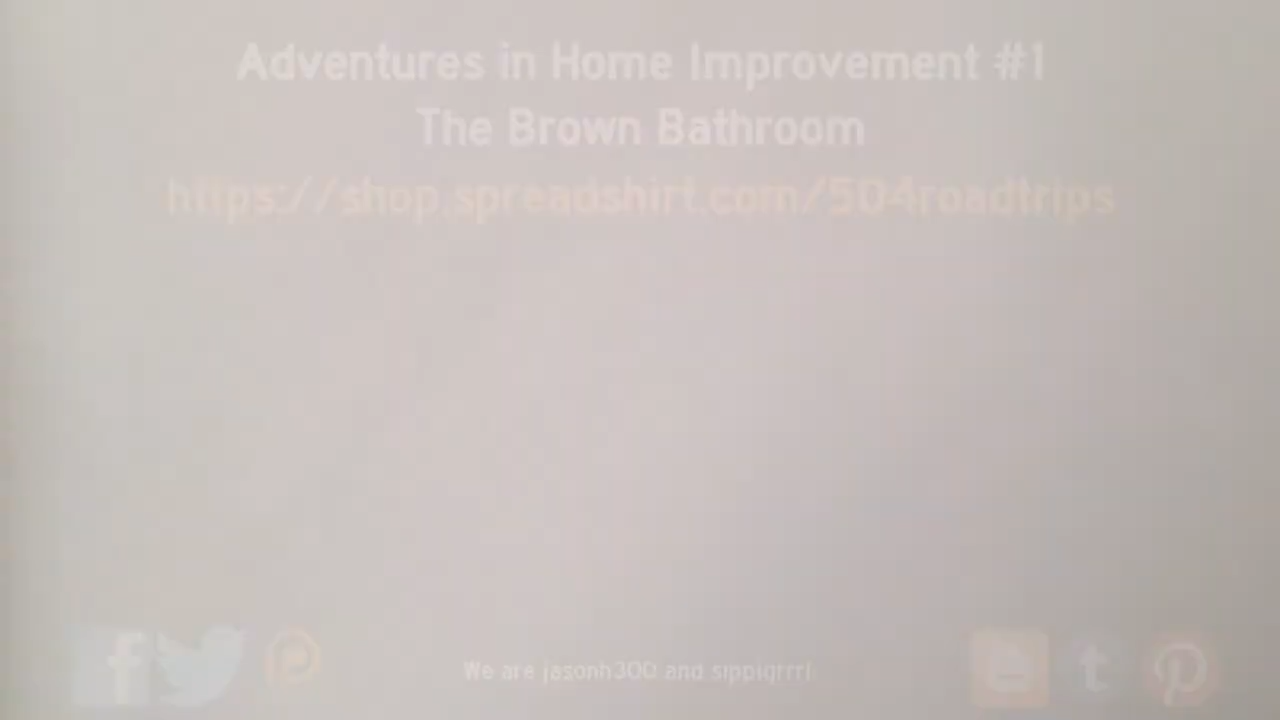 Adventures in Home Improvement #1
The Brown Bathroom
https://shop.spreadshirt.com/504roadtrips
We are jasonh300 and sippigrrrl